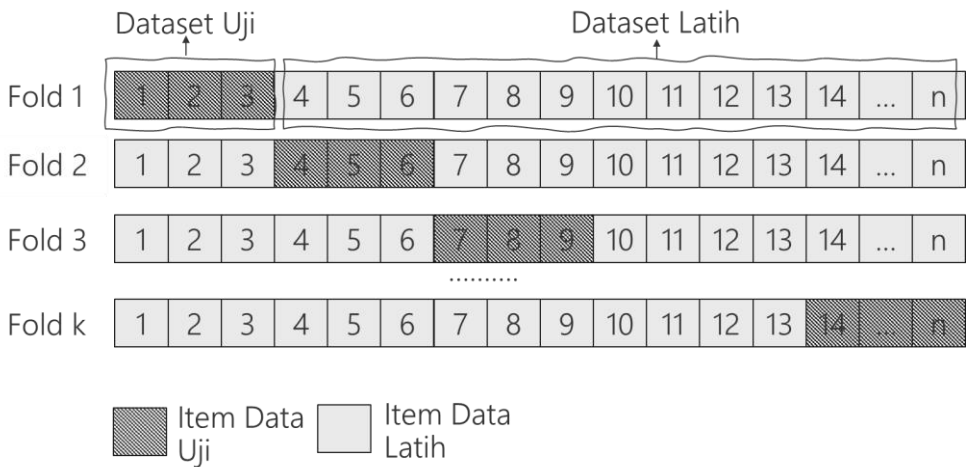 Dataset Uji Dataset Latih
Fold 1 1 2 3 4 5 6 7 8 9 10 11 12 13 14 ... n
Fold 2 1 2 3 4 5 6 7 8 9 10 11 12 13 14 ... n
Fold 3 1 2 3 4 5 6 7 8 9 10 11 12 13 14 ... n
..........
Fold k 1 2 3 4 5 6 7 8 9 10 11 12 13 14 ... n
Item Data Item Data
Uji Latih